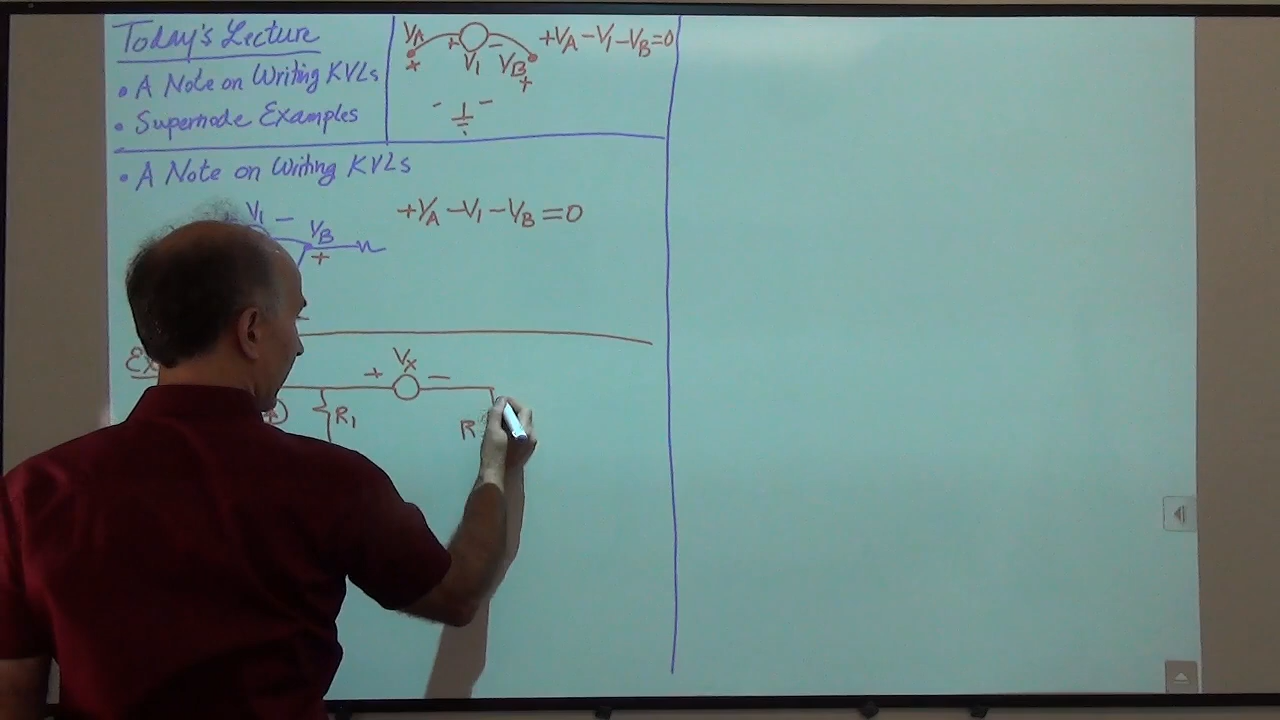 Today's Lecture
• A Note on Writing KVLs
• Supernode Examples
VA + - VB +VA -V1 -VB =0
+ V1 +
- -
• A Note on Writing KVLs
V1 -
VB
+
+VA -V1 -VB =0
Vx
+ -
+
R1
R